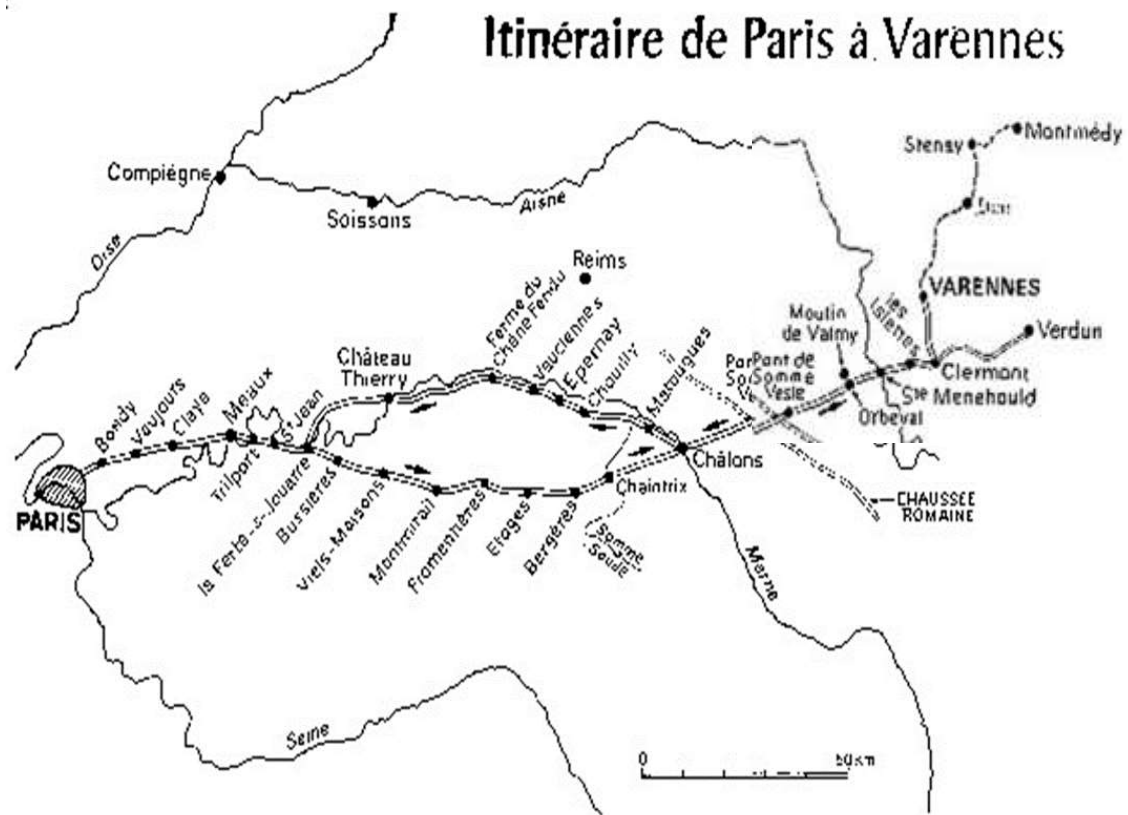 Itinéraire de Paris à Varennes
Montmédy
Stenay
Compiégne
Soissons
Aisne
Dun
Oise
Reims
VARENNES
Verdun
les
Islettes
Moulin
de Valmy
Ferme du
Chêne Fendu
Vauciennes
Epernay
Chouilly
Matougues
Château
Thierry
Pont de
Somme
Vesle
Clermont
Ste Menehould
Orbeval
Bondy
Vaujours
Claye
Meaux
Trilport
St Jean
Châlons
PARIS
la Ferté-s-Jouarre
Bussières
Viels-Maisons
Montmirail
Fromentières
Etoges
Bergères
Chaintrix
Somme
Soude
CHAUSSÉE
ROMAINE
Marne
Seine
0
50 km